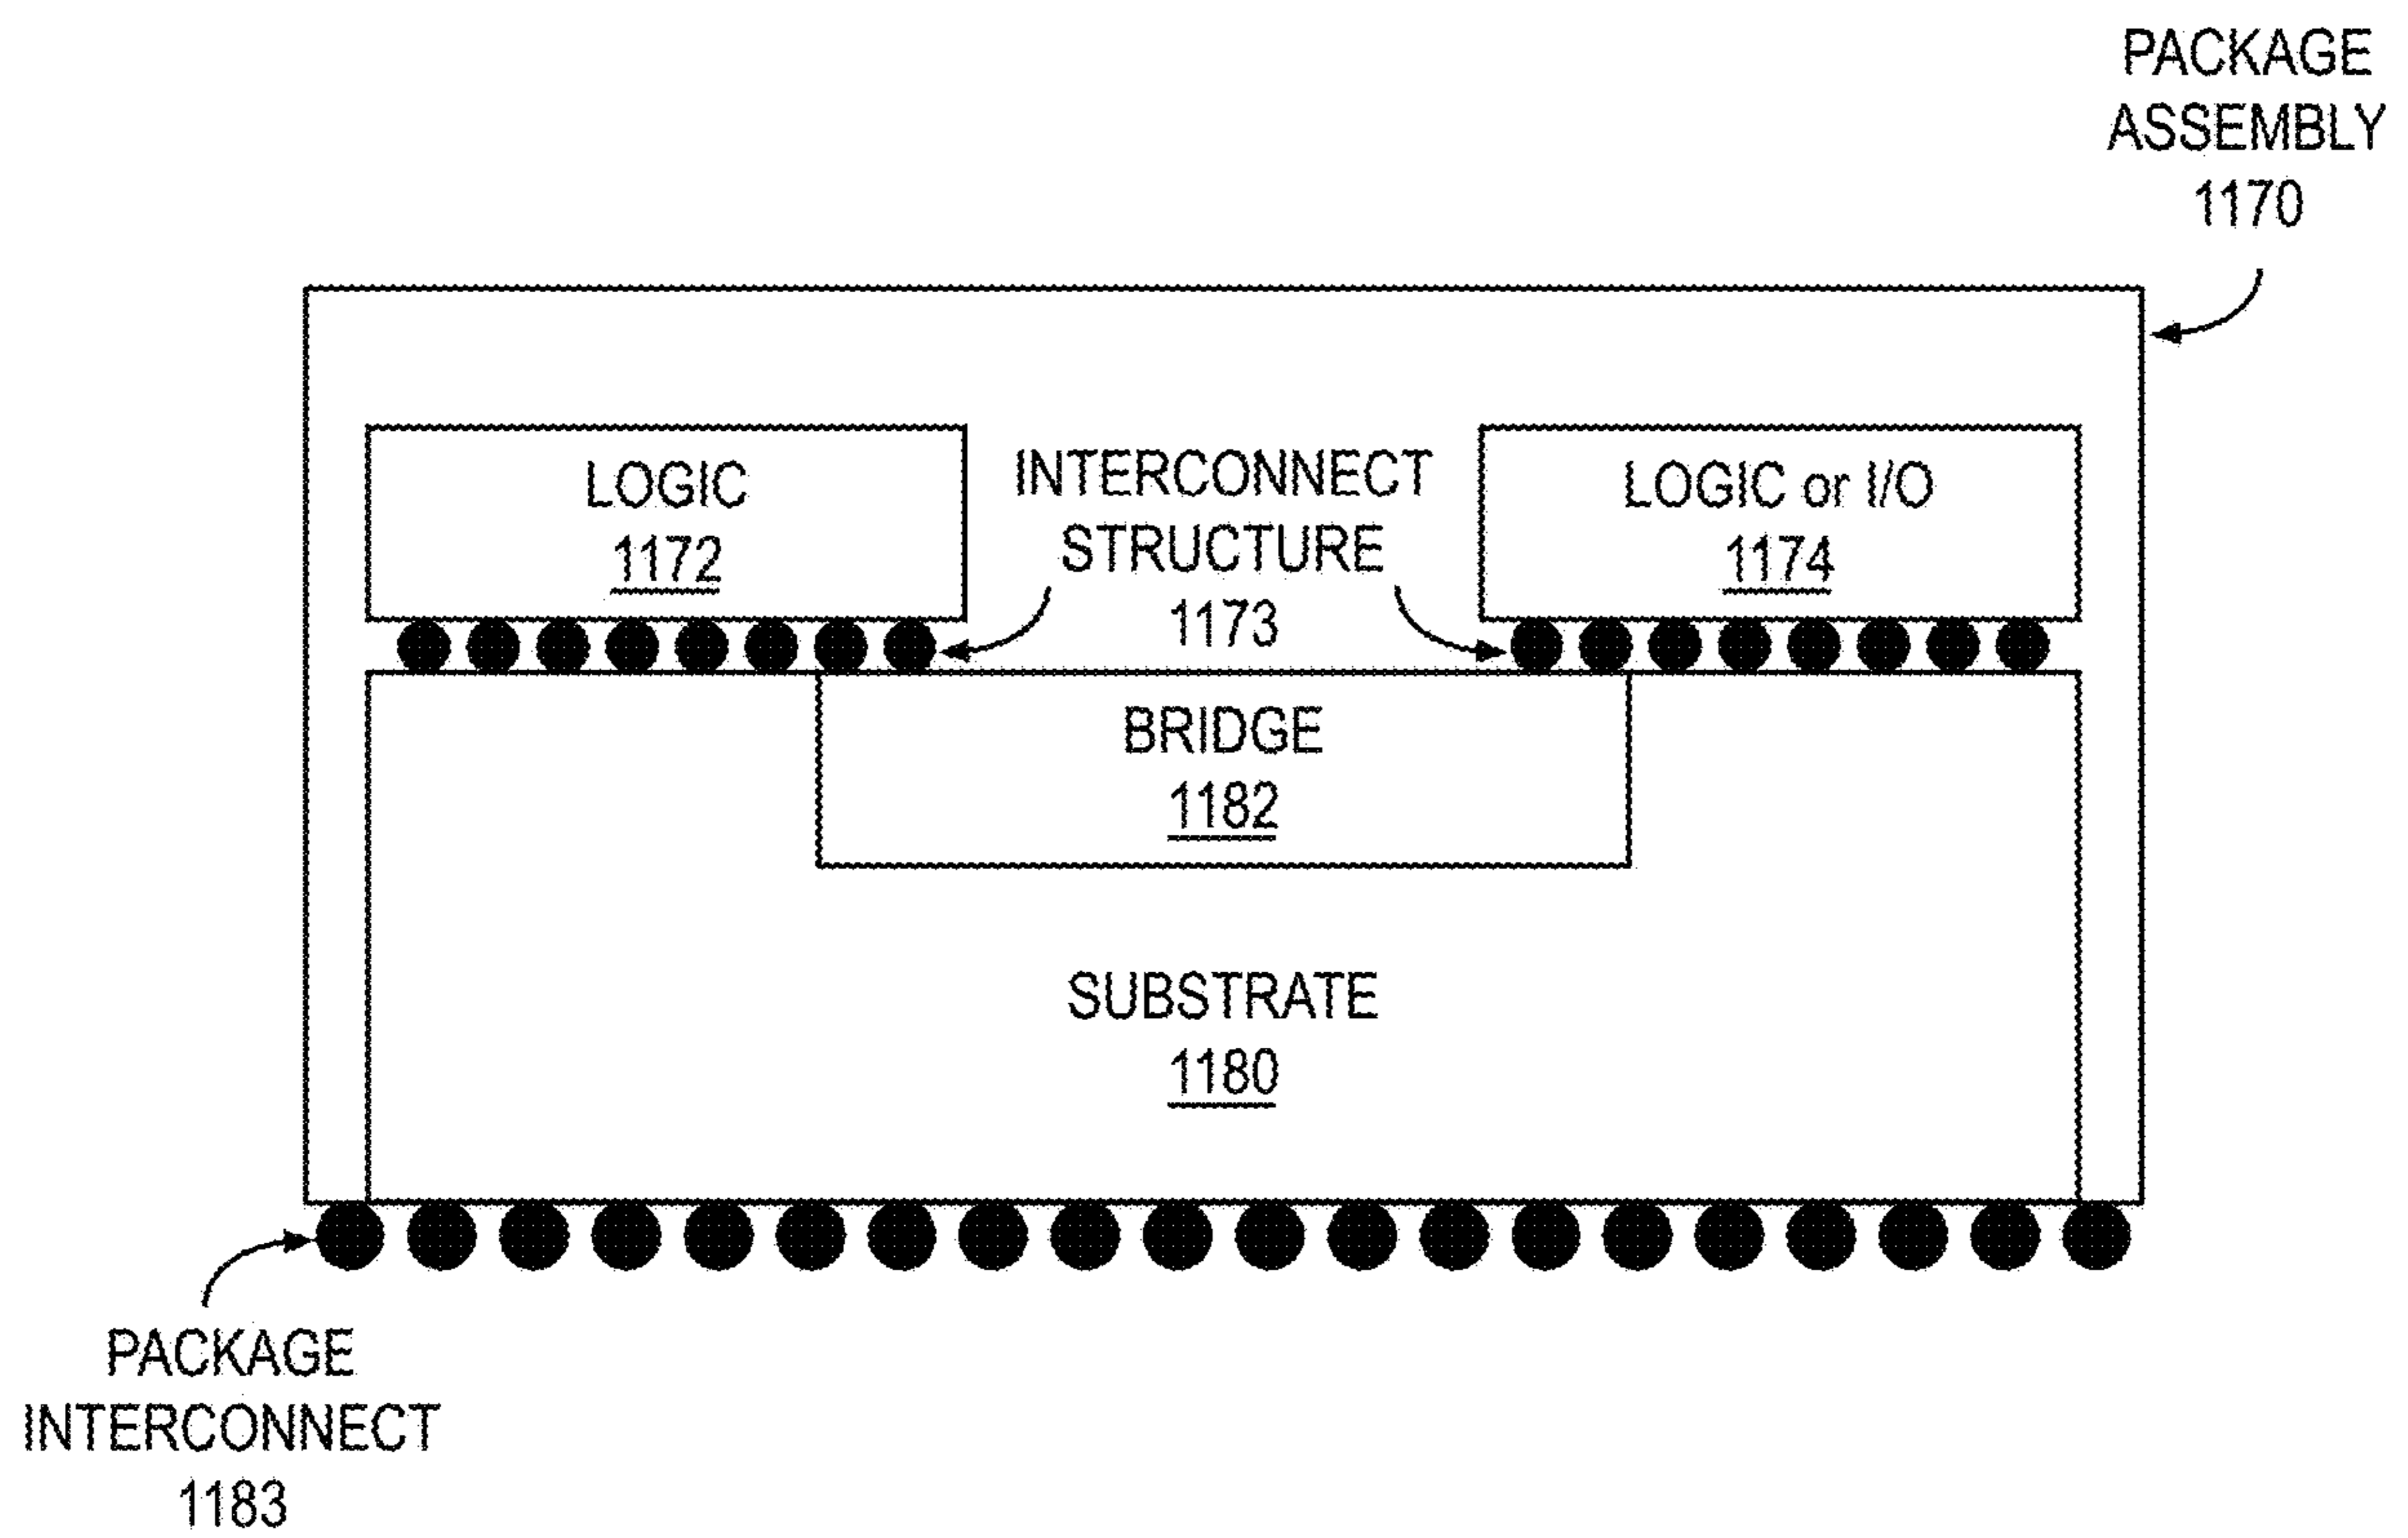 PACKAGE
ASSEMBLY
1170
LOGIC
1172
INTERCONNECT
STRUCTURE
1173
LOGIC or I/O
1174
BRIDGE
1182
SUBSTRATE
1180
PACKAGE
INTERCONNECT
1183